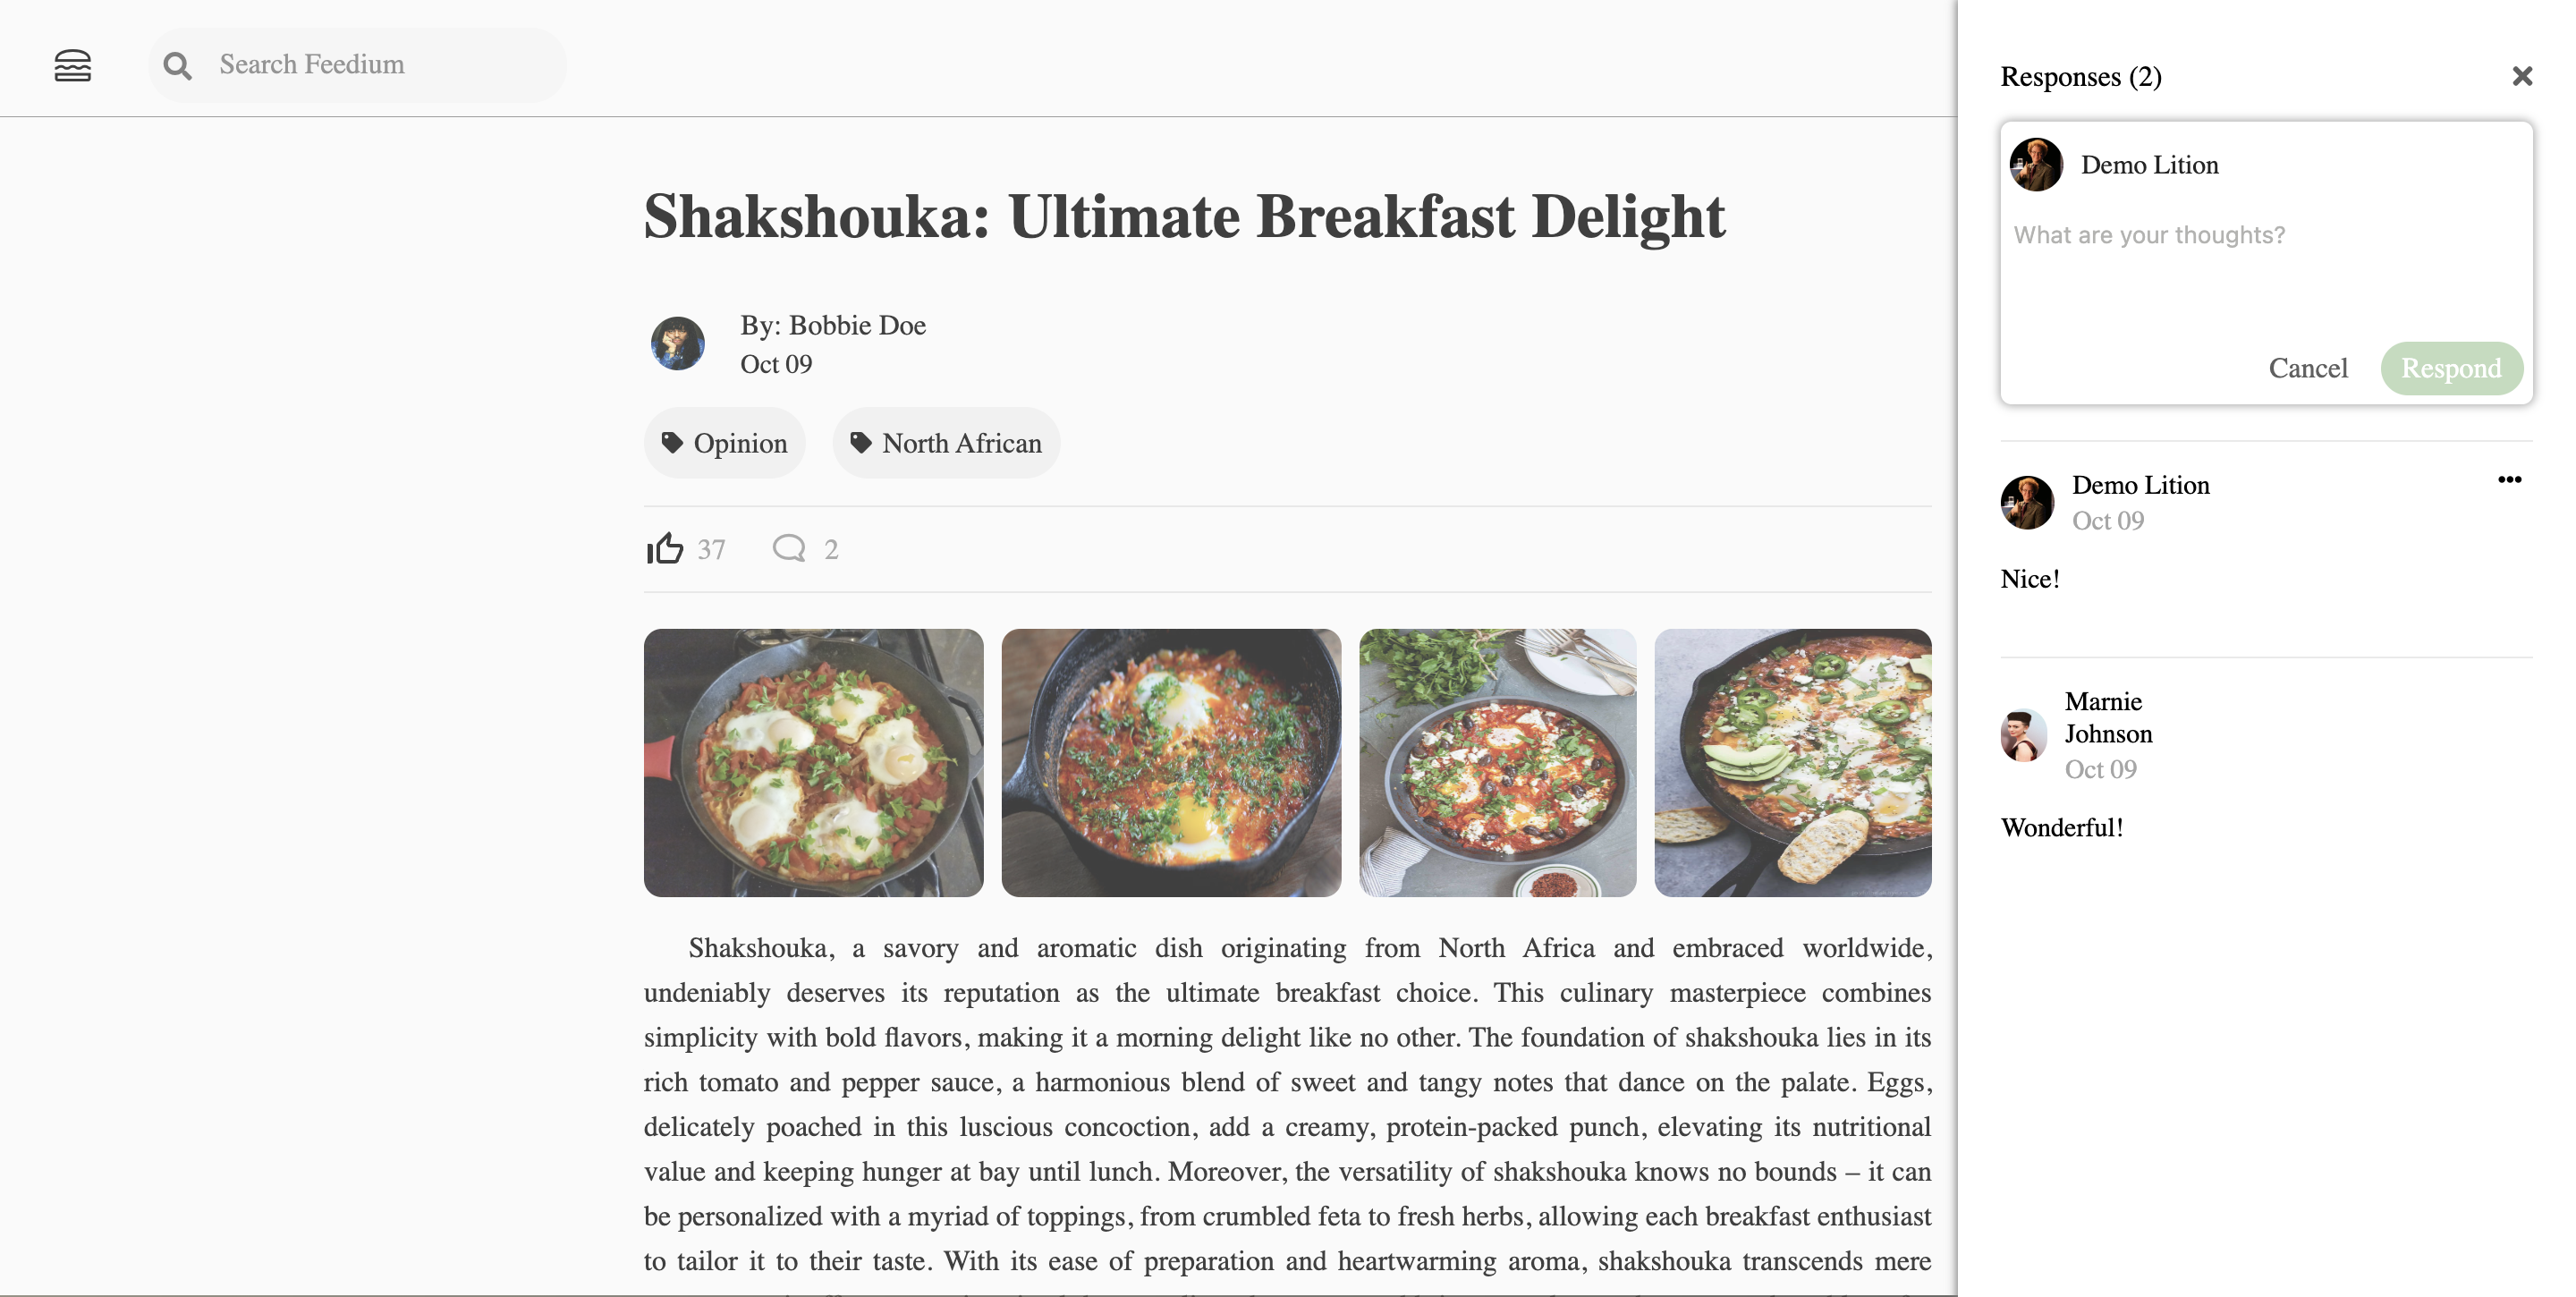 Search Feedium
Shakshouka: Ultimate Breakfast Delight
By: Bobbie Doe
Oct 09
Opinion
North African
37
2
Shakshouka, a savory and aromatic dish originating from North Africa and embraced worldwide,
undeniably deserves its reputation as the ultimate breakfast choice. This culinary masterpiece combines
simplicity with bold flavors, making it a morning delight like no other. The foundation of shakshouka lies in its
rich tomato and pepper sauce, a harmonious blend of sweet and tangy notes that dance on the palate. Eggs,
delicately poached in this luscious concoction, add a creamy, protein-packed punch, elevating its nutritional
value and keeping hunger at bay until lunch. Moreover, the versatility of shakshouka knows no bounds – it can
be personalized with a myriad of toppings, from crumbled feta to fresh herbs, allowing each breakfast enthusiast
to tailor it to their taste. With its ease of preparation and heartwarming aroma, shakshouka transcends mere
Responses (2)
Demo Lition
What are your thoughts?
Cancel
Respond
Demo Lition
Oct 09
Nice!
Marnie
Johnson
Oct 09
Wonderful!